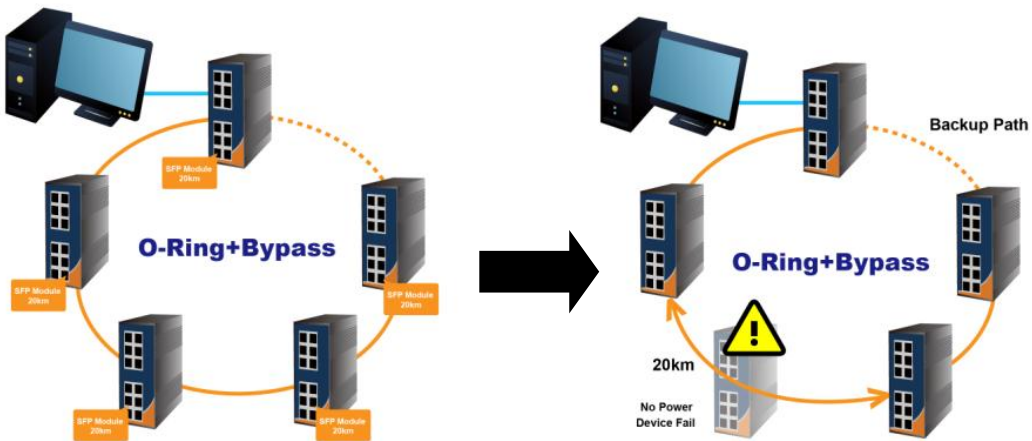 SFP Module
20km
SFP Module
20km
O-Ring+Bypass
SFP Module
20km
SFP Module
20km
SFP Module
20km
Backup Path
O-Ring+Bypass
!
20km
No Power
Device Fail